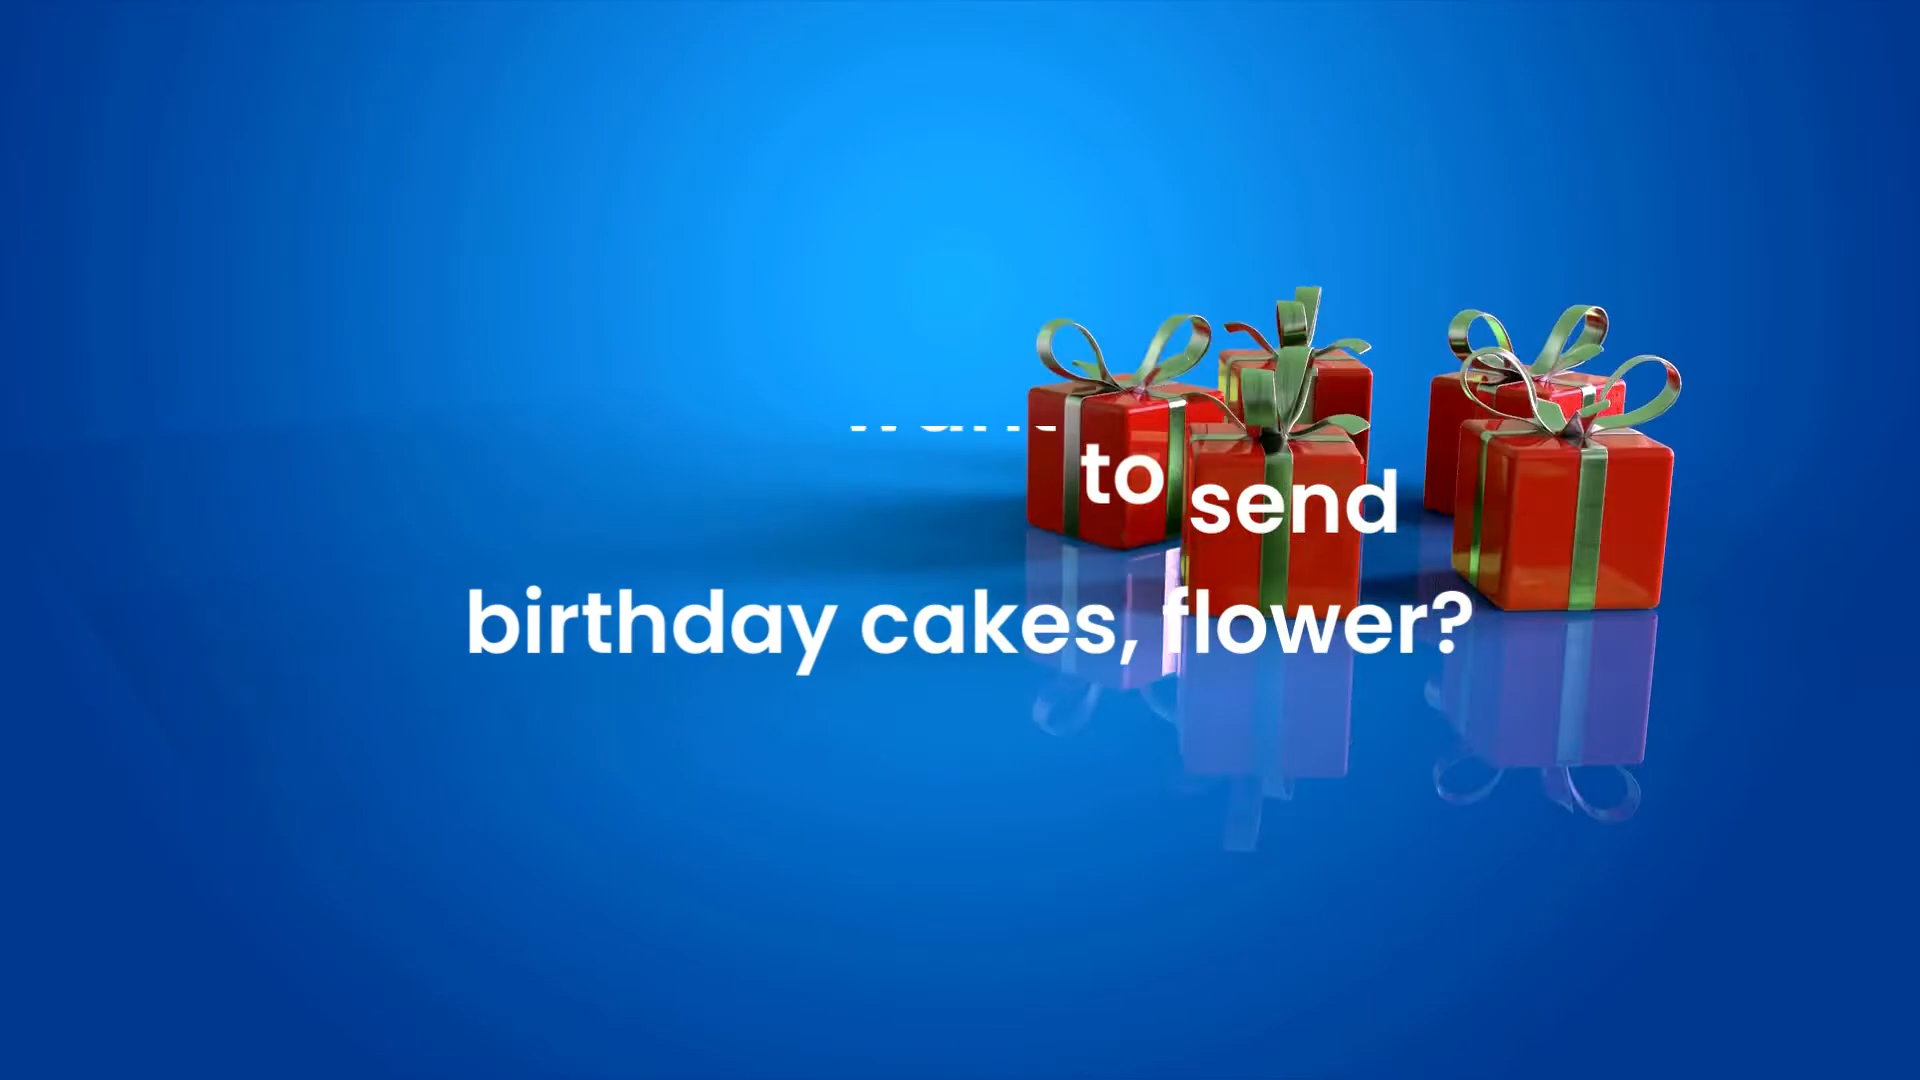 to send
birthday cakes, flower?